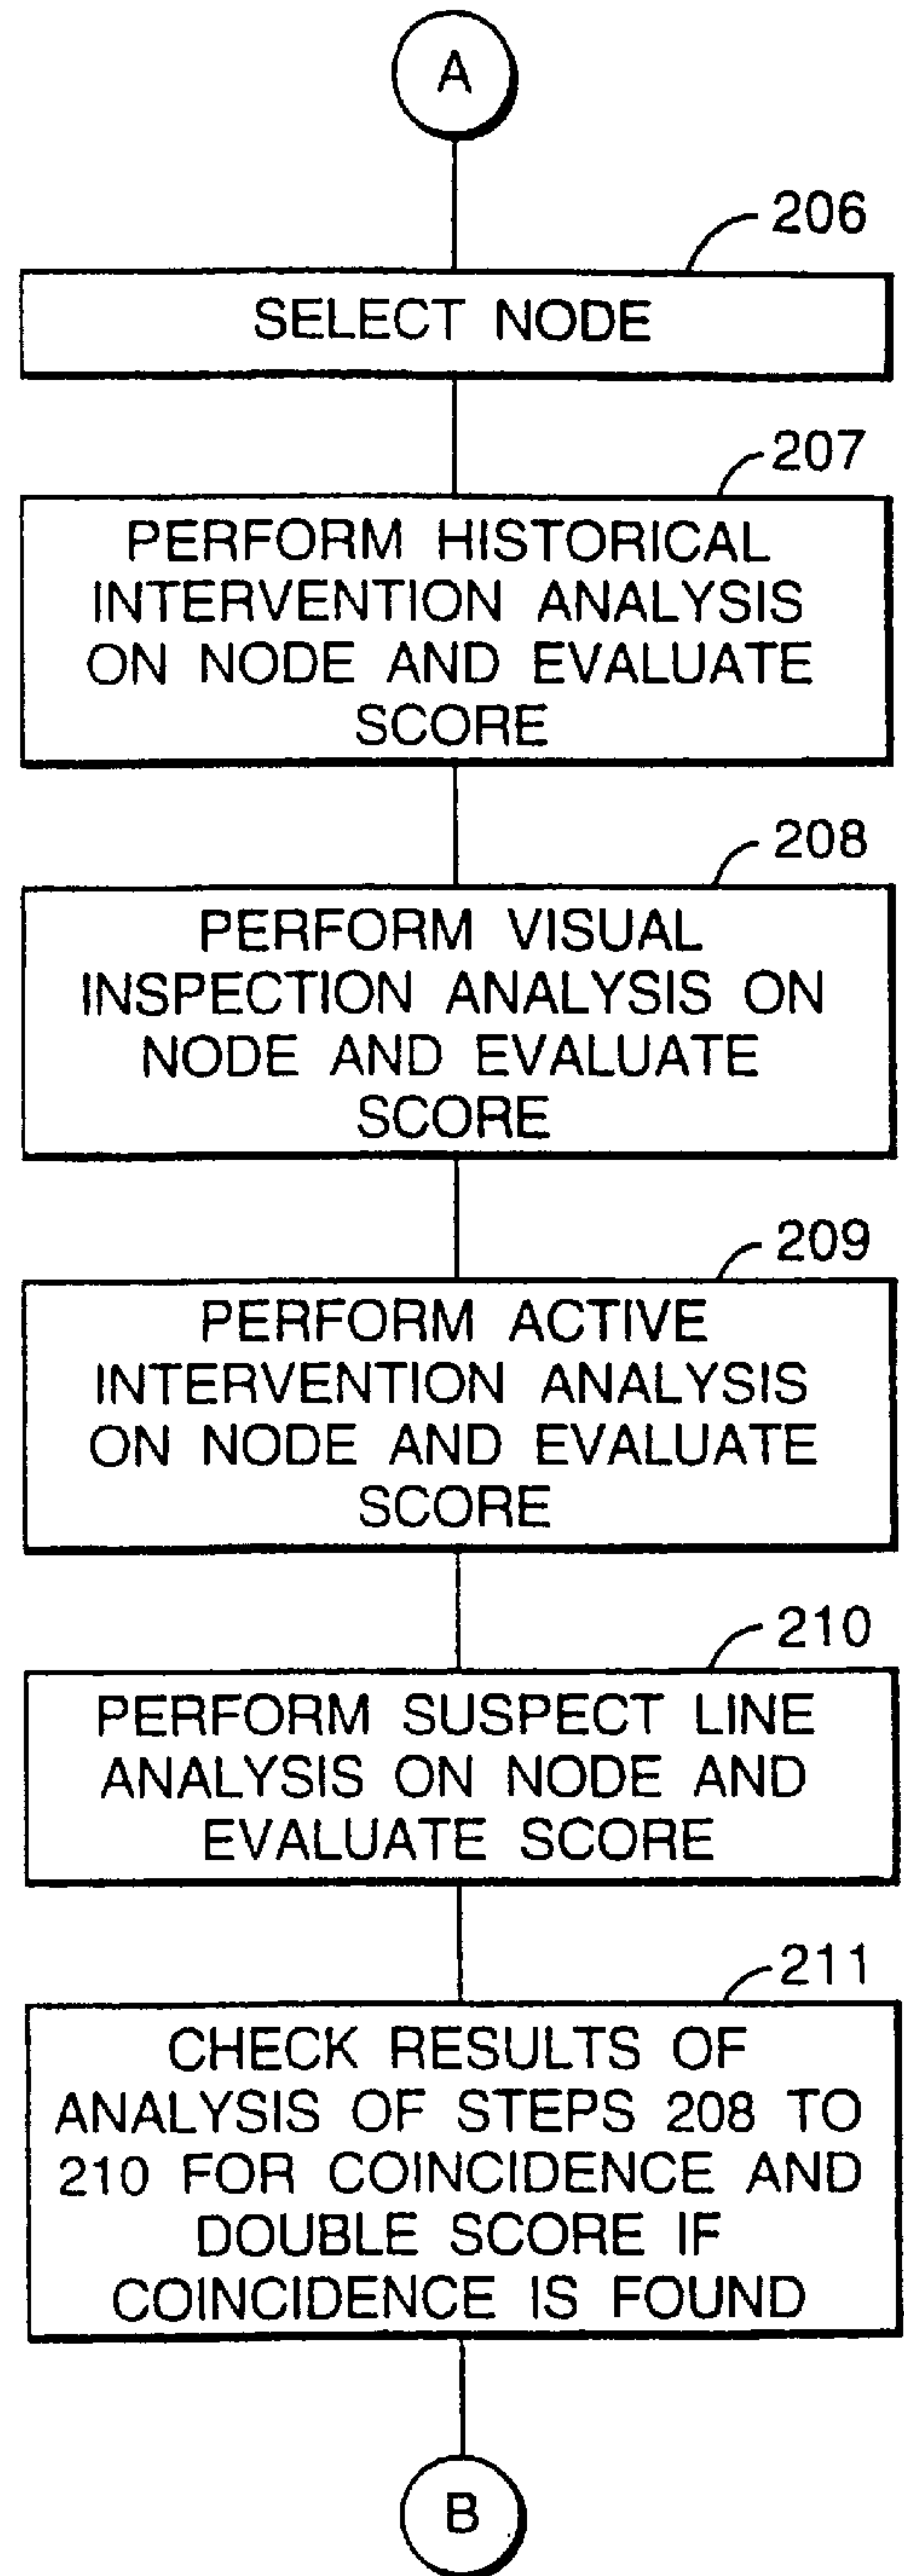 A
206
SELECT NODE
207
PERFORM HISTORICAL
INTERVENTION ANALYSIS
ON NODE AND EVALUATE
SCORE
208
PERFORM VISUAL
INSPECTION ANALYSIS ON
NODE AND EVALUATE
SCORE
209
PERFORM ACTIVE
INTERVENTION ANALYSIS
ON NODE AND EVALUATE
SCORE
210
PERFORM SUSPECT LINE
ANALYSIS ON NODE AND
EVALUATE SCORE
211
CHECK RESULTS OF
ANALYSIS OF STEPS 208 TO
210 FOR COINCIDENCE AND
DOUBLE SCORE IF
COINCIDENCE IS FOUND
B